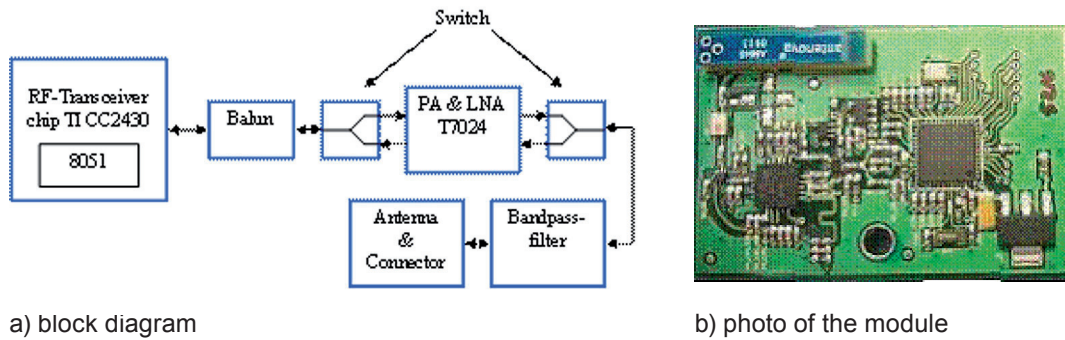 Switch
RF-Transceiver
chip TI CC2430
8051
Balun
PA & LNA
T7024
Antenna
&
Connector
Bandpass-
filter
antenova
a) block diagram
b) photo of the module